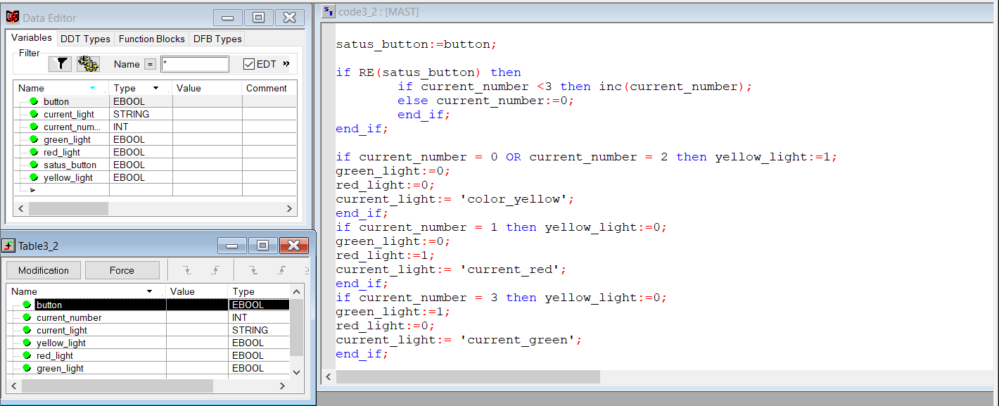 Data Editor
Variables DDT Types Function Blocks DFB Types
Filter
Name = * EDT »
Name Type Value Comment
button EBOOL
current_light STRING
current_num... INT
green_light EBOOL
red_light EBOOL
satus_button EBOOL
yellow_light EBOOL
Table3_2
Modification Force
Name Value Type
button EBOOL
current_number INT
current_light STRING
yellow_light EBOOL
red_light EBOOL
green_light EBOOL
code3_2 : [MAST]
satus_button:=button;
if RE(satus_button) then
if current_number <3 then inc(current_number);
else current_number:=0;
end_if;
end_if;
if current_number = 0 OR current_number = 2 then yellow_light:=1;
green_light:=0;
red_light:=0;
current_light:= 'color_yellow';
end_if;
if current_number = 1 then yellow_light:=0;
green_light:=0;
red_light:=1;
current_light:= 'current_red';
end_if;
if current_number = 3 then yellow_light:=0;
green_light:=1;
red_light:=0;
current_light:= 'current_green';
end_if;